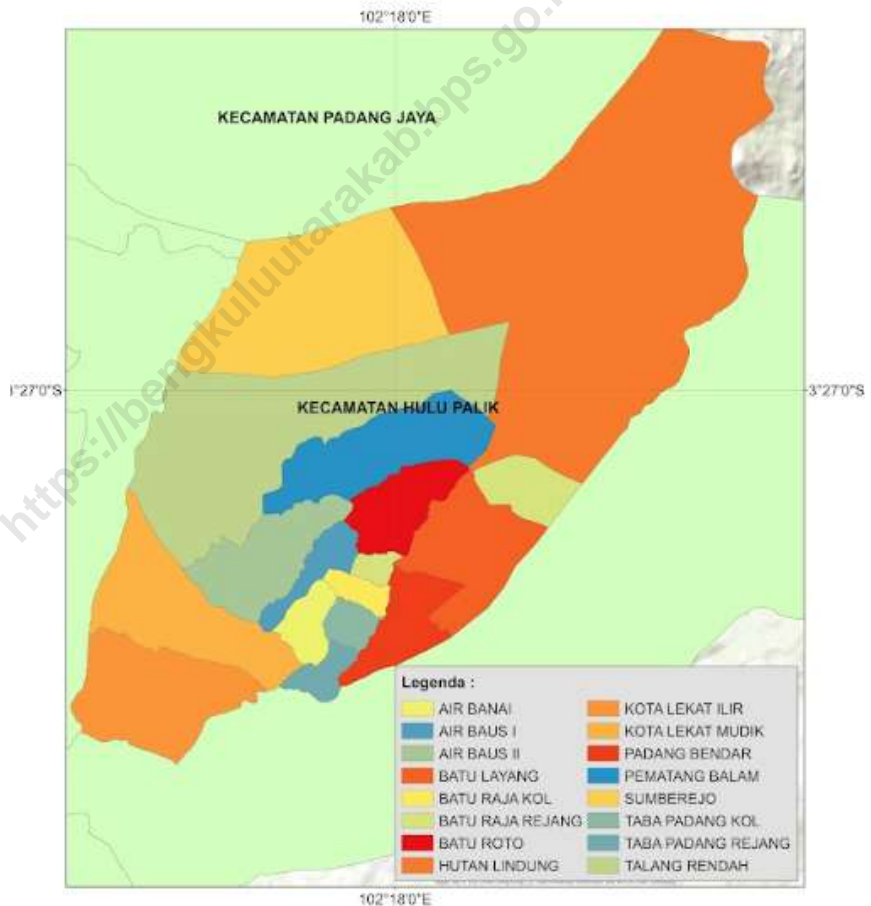 102°18'0"E
https://bengkuluutarakab.bps.go.
KECAMATAN PADANG JAYA
°27'0"S
3°27'0"S
KECAMATAN HULU PALIK
Legenda :
AIR BANAI
AIR BAUS I
AIR BAUS II
BATU LAYANG
BATU RAJA KOL
BATU RAJA REJANG
BATU ROTO
HUTAN LINDUNG
KOTA LEKAT ILIR
KOTA LEKAT MUDIK
PADANG BENDAR
PEMATANG BALAM
SUMBEREJO
TABA PADANG KOL
TABA PADANG REJANG
TALANG RENDAH
102°18'0"E